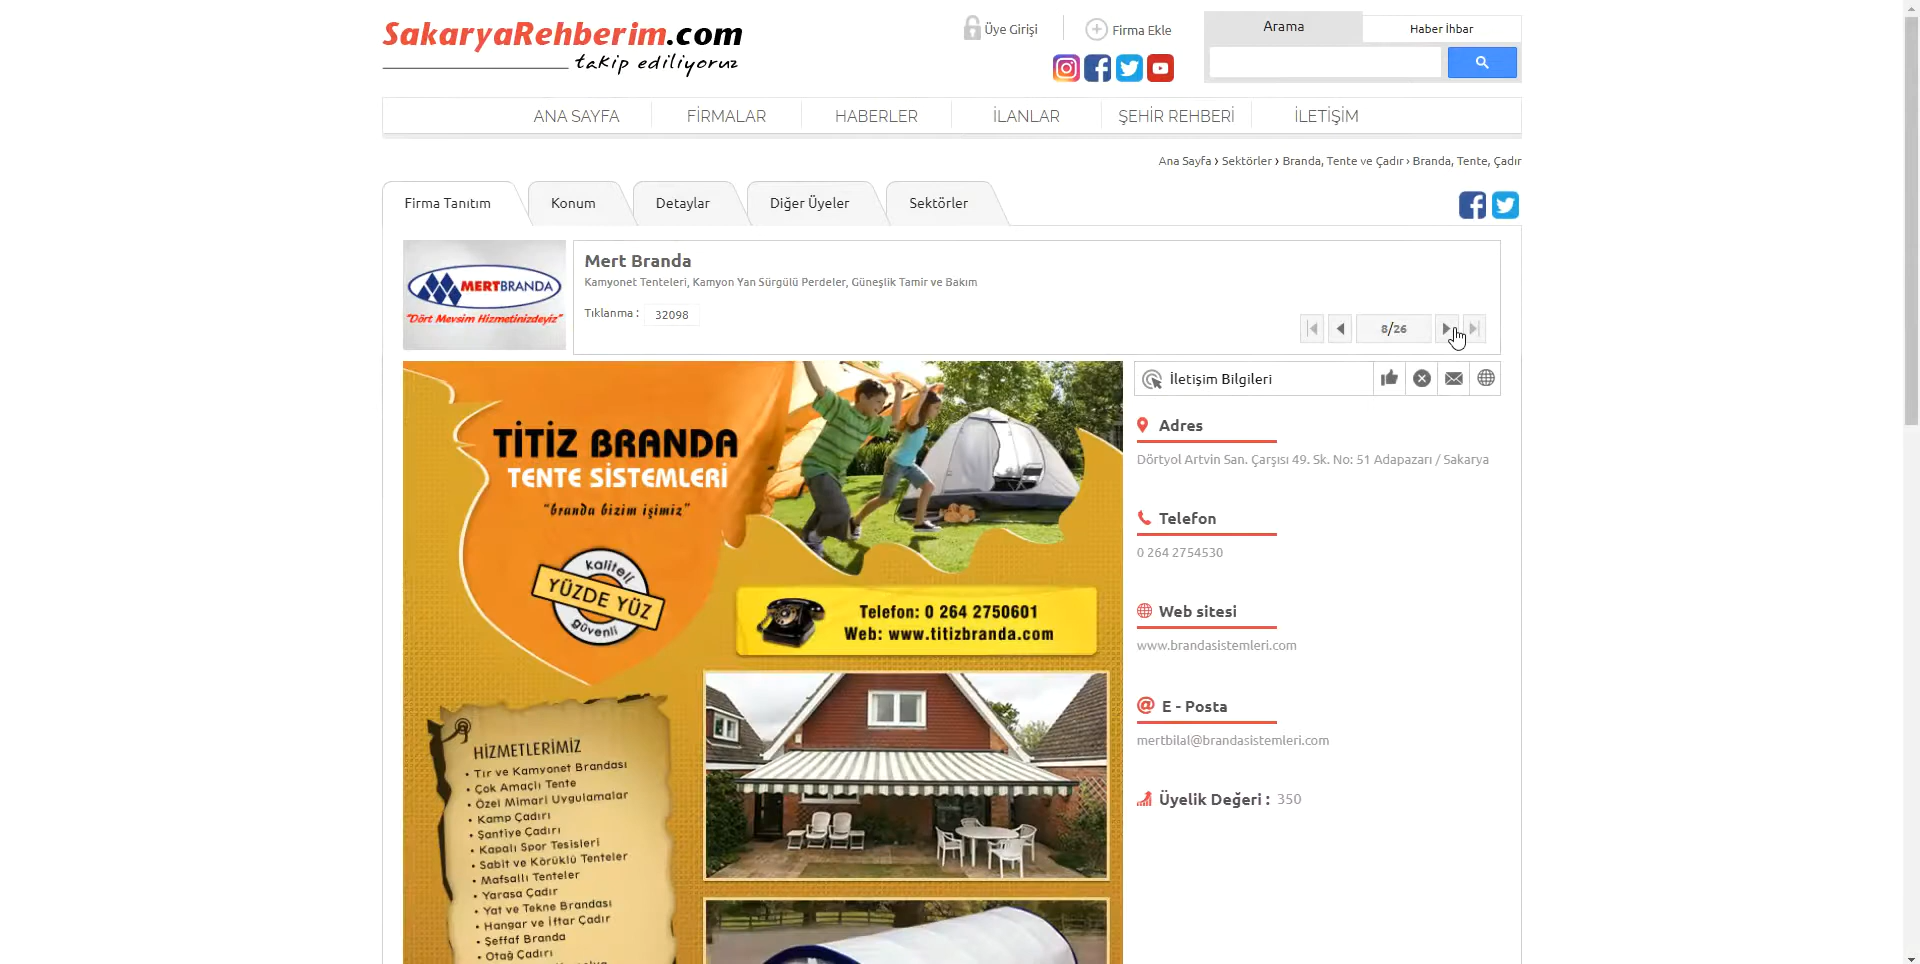 SakaryaRehberim.com
takip ediliyoruz
Üye Girişi
Firma Ekle
Arama
Haber İhbar
ANA SAYFA
FİRMALAR
HABERLER
İLANLAR
ŞEHİR REHBERİ
İLETİŞİM
Ana Sayfa › Sektörler › Branda, Tente ve Çadır › Branda, Tente, Çadır
Firma Tanıtım
Konum
Detaylar
Diğer Üyeler
Sektörler
MERTBRANDA
"Dört Mevsim Hizmetinizdeyiz"
Mert Branda
Kamyonet Tenteleri, Kamyon Yan Sürgülü Perdeler, Güneşlik Tamir ve Bakım
Tıklanma : 32098
8/26
TİTİZ BRANDA
TENTE SİSTEMLERİ
"branda bizim işimiz"
kaliteli
YÜZDE YÜZ
güvenli
Telefon: 0 264 2750601
Web: www.titizbranda.com
HİZMETLERİMİZ
• Tır ve Kamyonet Brandası
• Çok Amaçlı Tente
• Özel Mimari Uygulamalar
• Kamp Çadırı
• Şantiye Çadırı
• Kapalı Spor Tesisleri
• Sabit ve Körüklü Tenteler
• Mafsallı Tenteler
• Yarasa Çadır
• Yat ve Tekne Brandası
• Hangar ve İftar Çadır
• Şeffaf Branda
• Otağ Çadırı
İletişim Bilgileri
Adres
Dörtyol Artvin San. Çarşısı 49. Sk. No: 51 Adapazarı / Sakarya
Telefon
0 264 2754530
Web sitesi
www.brandasistemleri.com
E - Posta
mertbilal@brandasistemleri.com
Üyelik Değeri : 350